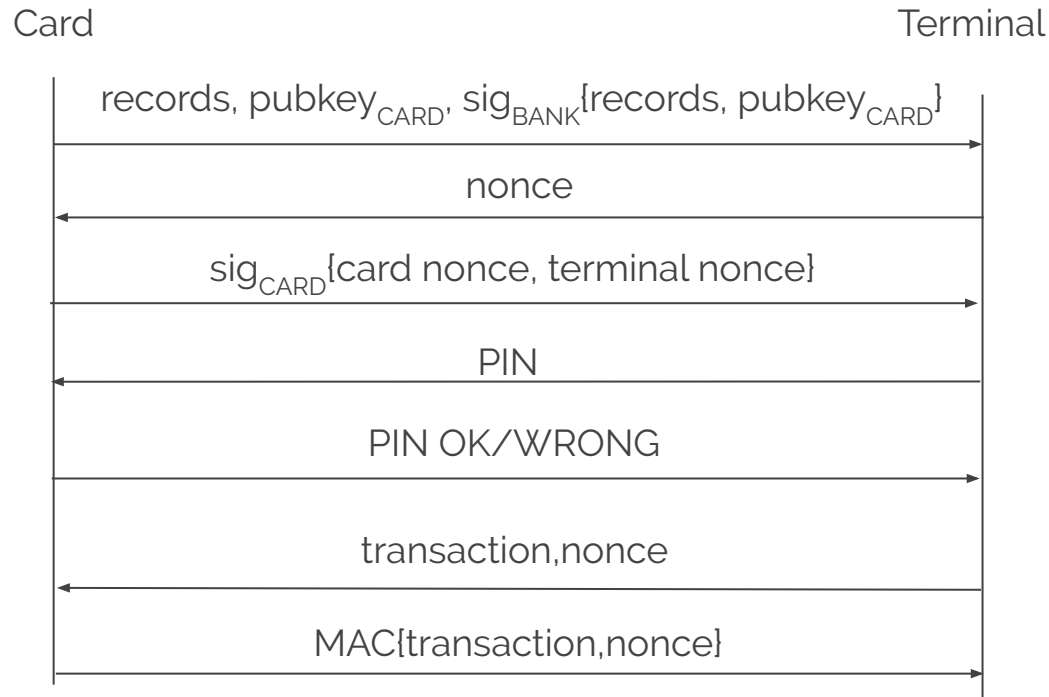 Card Terminal
records, pubkeyCARD, sigBANK{records, pubkeyCARD}
nonce
sigCARD{card nonce, terminal nonce}
PIN
PIN OK/WRONG
transaction,nonce
MAC{transaction,nonce}